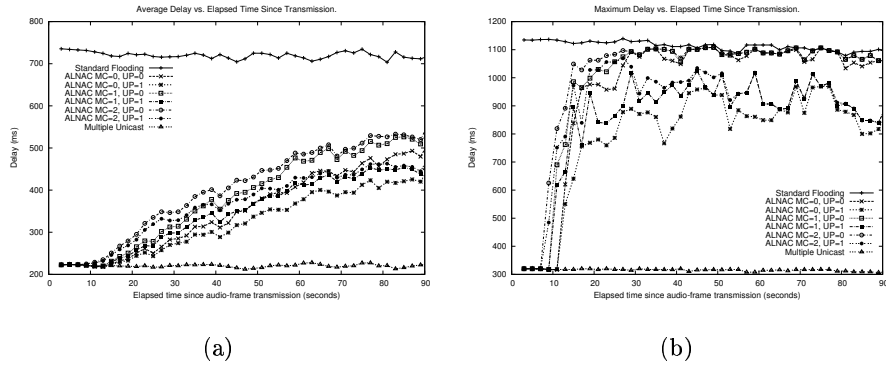 Average Delay vs. Elapsed Time Since Transmission.
800
700
600
500
400
300
200
Delay (ms)
Standard Flooding
ALNAC MC=0, UP=0
ALNAC MC=0, UP=1
ALNAC MC=1, UP=0
ALNAC MC=1, UP=1
ALNAC MC=2, UP=0
ALNAC MC=2, UP=1
Multiple Unicast
0 10 20 30 40 50 60 70 80 90
Elapsed time since audio-frame transmission (seconds)
(a)
Maximum Delay vs. Elapsed Time Since Transmission.
1200
1100
1000
900
800
700
600
500
400
300
Delay (ms)
Standard Flooding
ALNAC MC=0, UP=0
ALNAC MC=0, UP=1
ALNAC MC=1, UP=0
ALNAC MC=1, UP=1
ALNAC MC=2, UP=0
ALNAC MC=2, UP=1
Multiple Unicast
0 10 20 30 40 50 60 70 80 90
Elapsed time since audio-frame transmission (seconds)
(b)